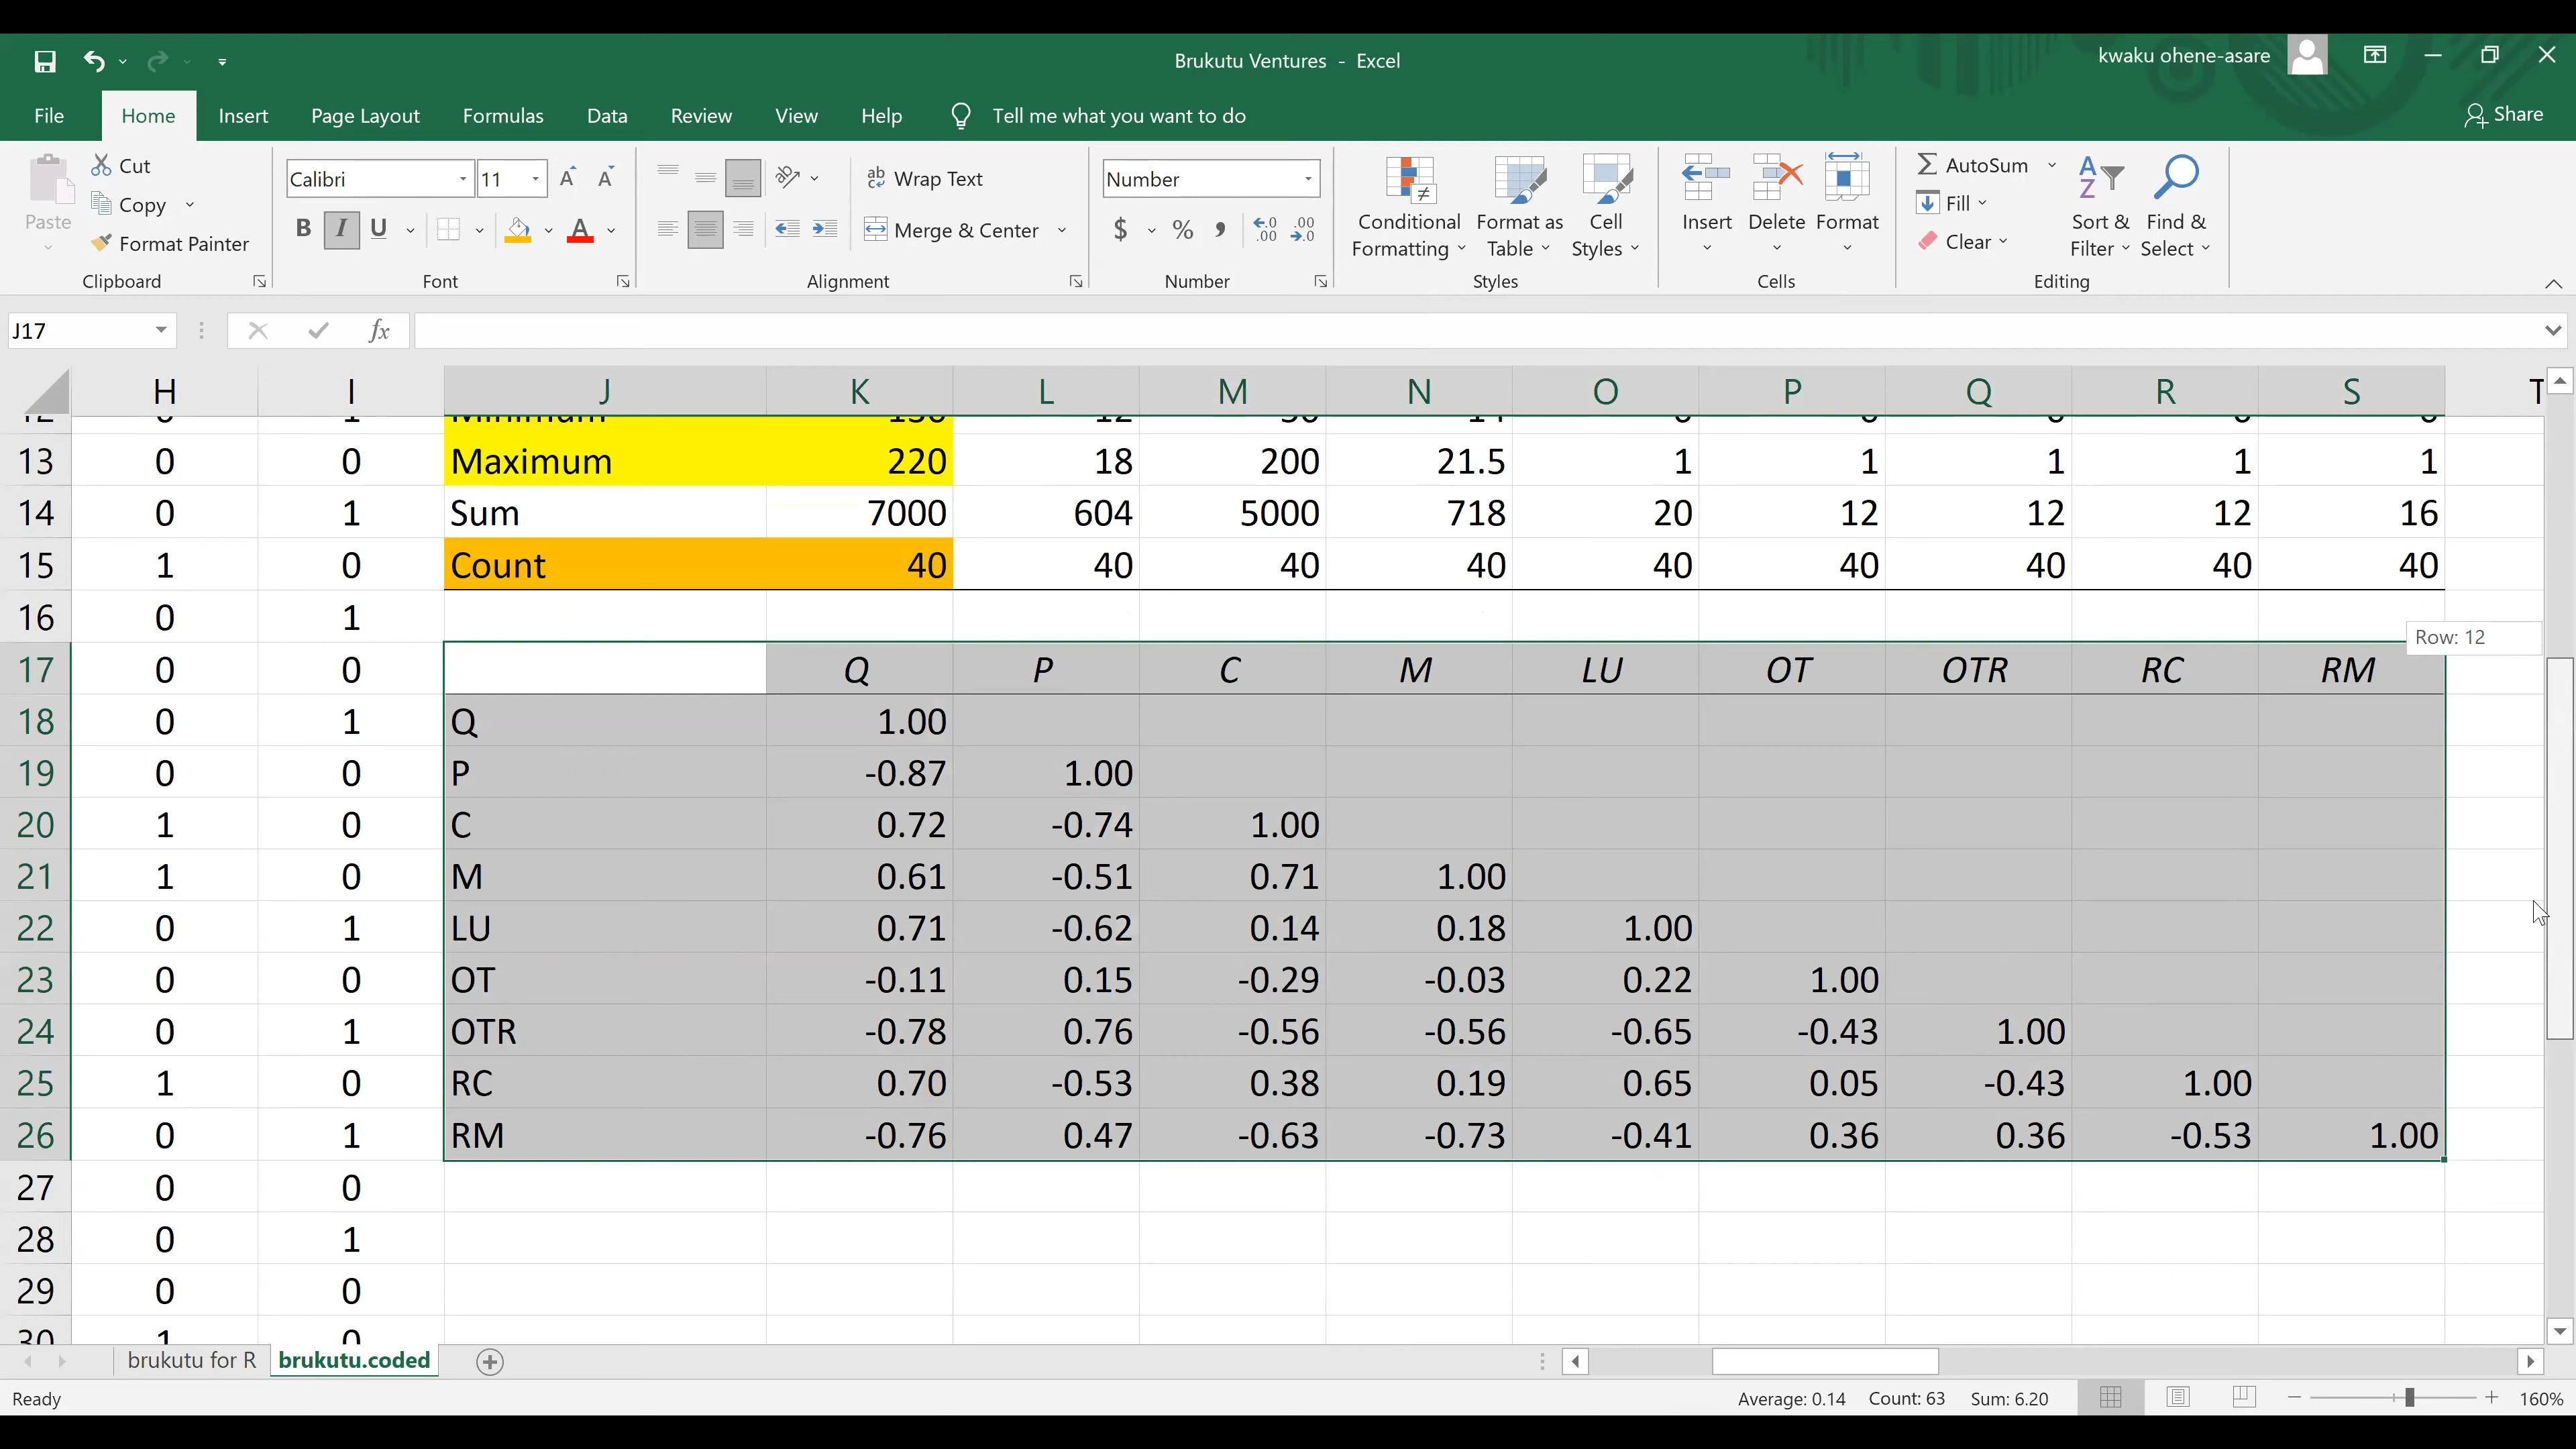 Brukutu Ventures - Excel
kwaku ohene-asare
File Home Insert Page Layout Formulas Data Review View Help Tell me what you want to do Share
Paste Cut Copy Format Painter
Calibri 11
B I U
Wrap Text
Merge & Center
Number
$ % ,
Conditional Formatting
Format as Table
Cell Styles
Insert Delete Format
AutoSum
Fill
Clear
Sort & Filter
Find & Select
Clipboard Font Alignment Number Styles Cells Editing
J17 fx
H I J K L M N O P Q R S T
13 0 0 Maximum 220 18 200 21.5 1 1 1 1 1
14 0 1 Sum 7000 604 5000 718 20 12 12 12 16
15 1 0 Count 40 40 40 40 40 40 40 40 40
16 0 1
Row: 12
17 0 0 Q P C M LU OT OTR RC RM
18 0 1 Q 1.00
19 0 0 P -0.87 1.00
20 1 0 C 0.72 -0.74 1.00
21 1 0 M 0.61 -0.51 0.71 1.00
22 0 1 LU 0.71 -0.62 0.14 0.18 1.00
23 0 0 OT -0.11 0.15 -0.29 -0.03 0.22 1.00
24 0 1 OTR -0.78 0.76 -0.56 -0.56 -0.65 -0.43 1.00
25 1 0 RC 0.70 -0.53 0.38 0.19 0.65 0.05 -0.43 1.00
26 0 1 RM -0.76 0.47 -0.63 -0.73 -0.41 0.36 0.36 -0.53 1.00
27 0 0
28 0 1
29 0 0
30 1 0
brukutu for R brukutu.coded
Ready Average: 0.14 Count: 63 Sum: 6.20 160%